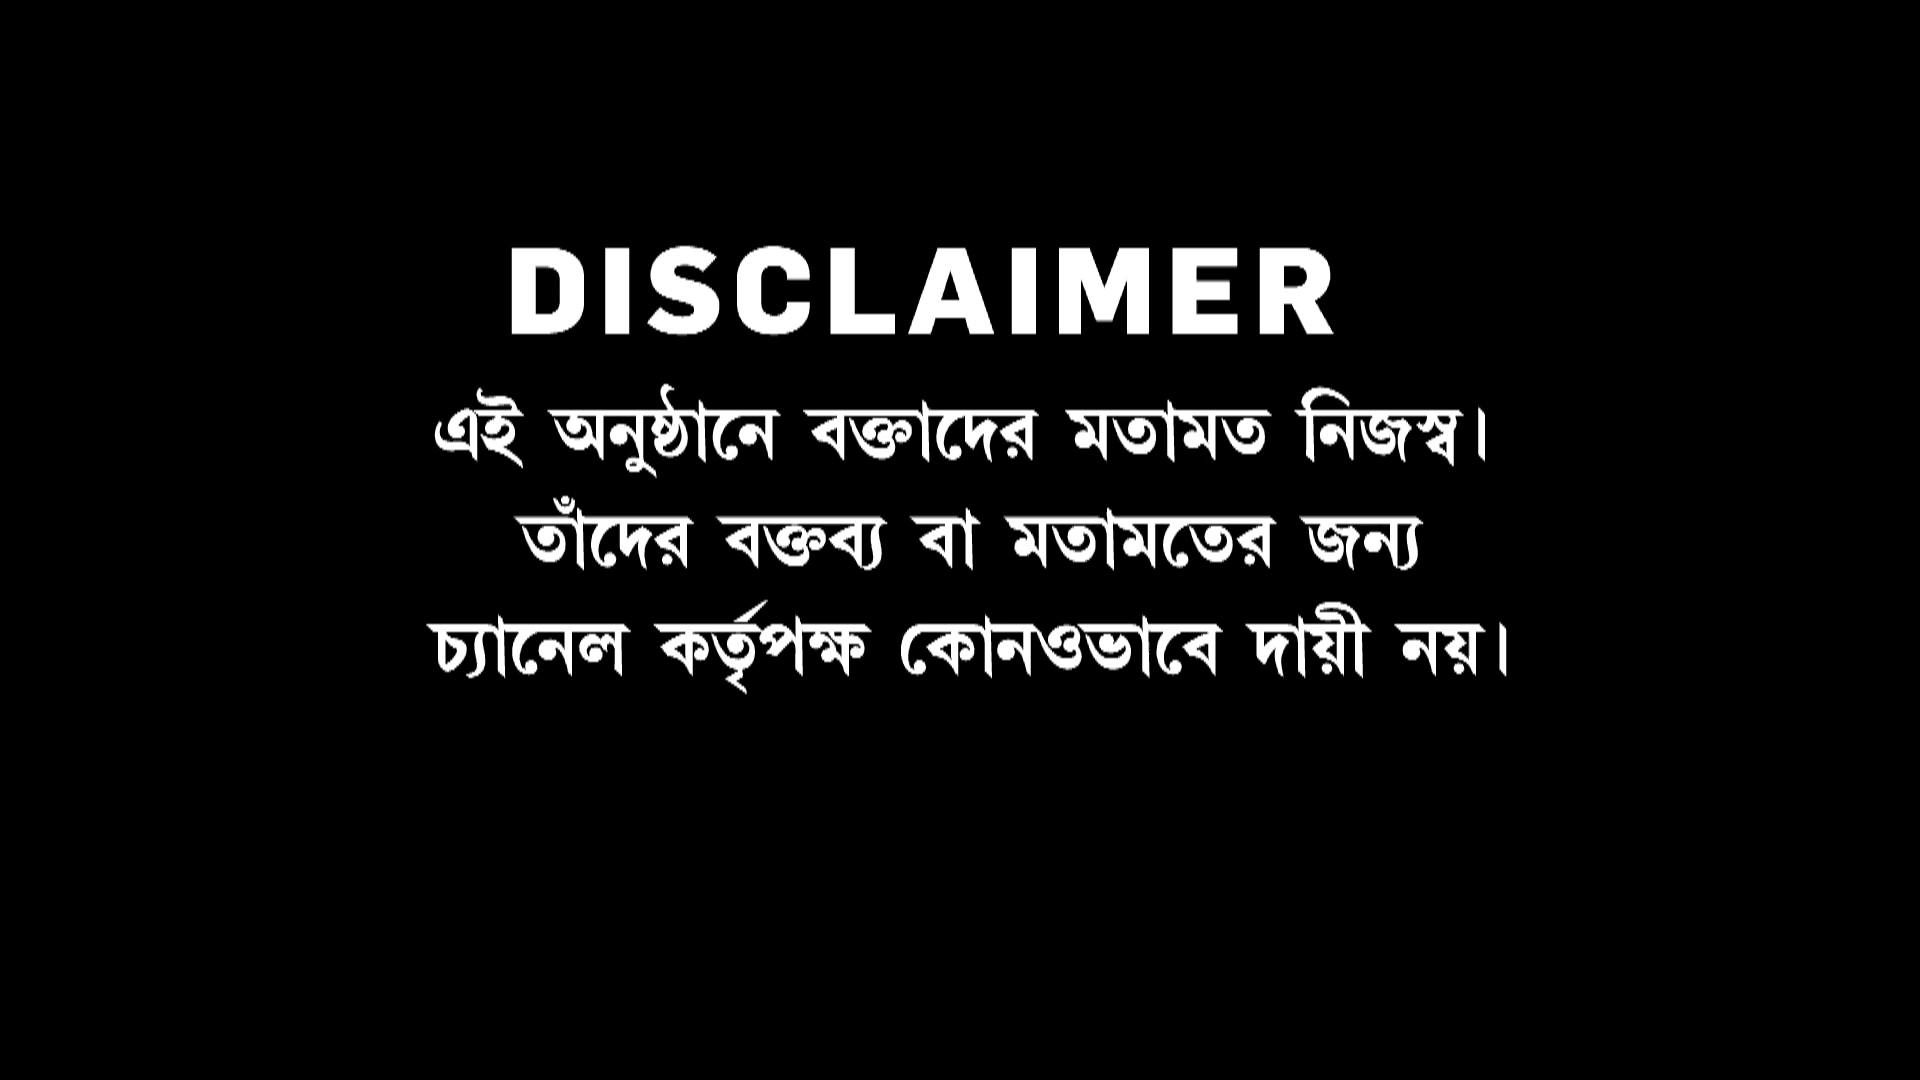 DISCLAIMER
এই অনুষ্ঠানে বক্তাদের মতামত নিজস্ব।
তাঁদের বক্তব্য বা মতামতের জন্য
চ্যানেল কর্তৃপক্ষ কোনওভাবে দায়ী নয়।